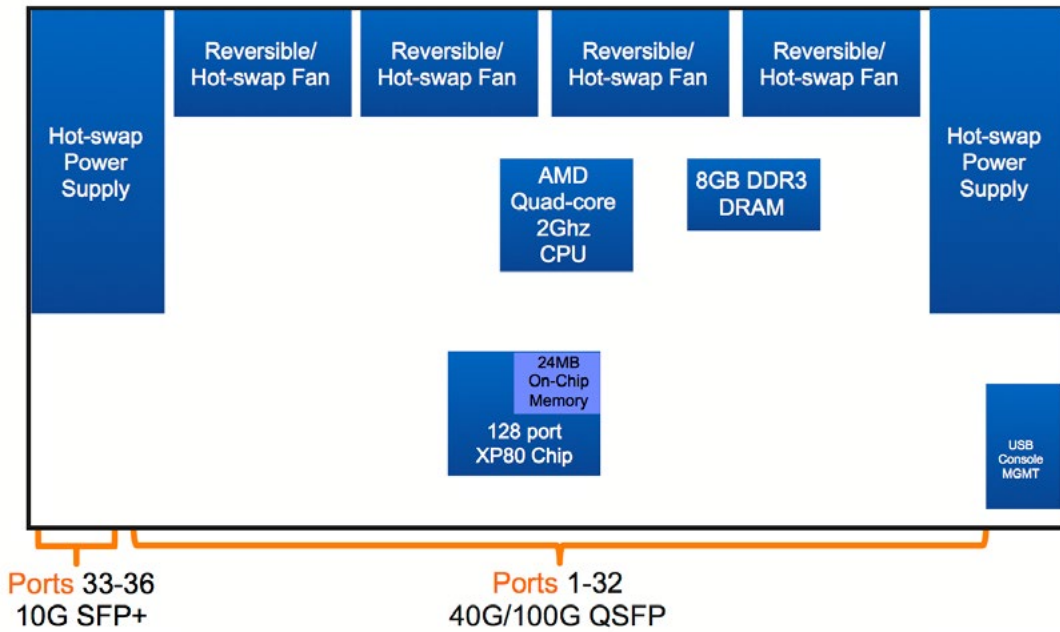 Hot-swap
Power
Supply
Reversible/
Hot-swap Fan
Reversible/
Hot-swap Fan
Reversible/
Hot-swap Fan
Reversible/
Hot-swap Fan
Hot-swap
Power
Supply
AMD
Quad-core
2Ghz
CPU
8GB DDR3
DRAM
24MB
On-Chip
Memory
128 port
XP80 Chip
USB
Console
MGMT
Ports 33-36
10G SFP+
Ports 1-32
40G/100G QSFP